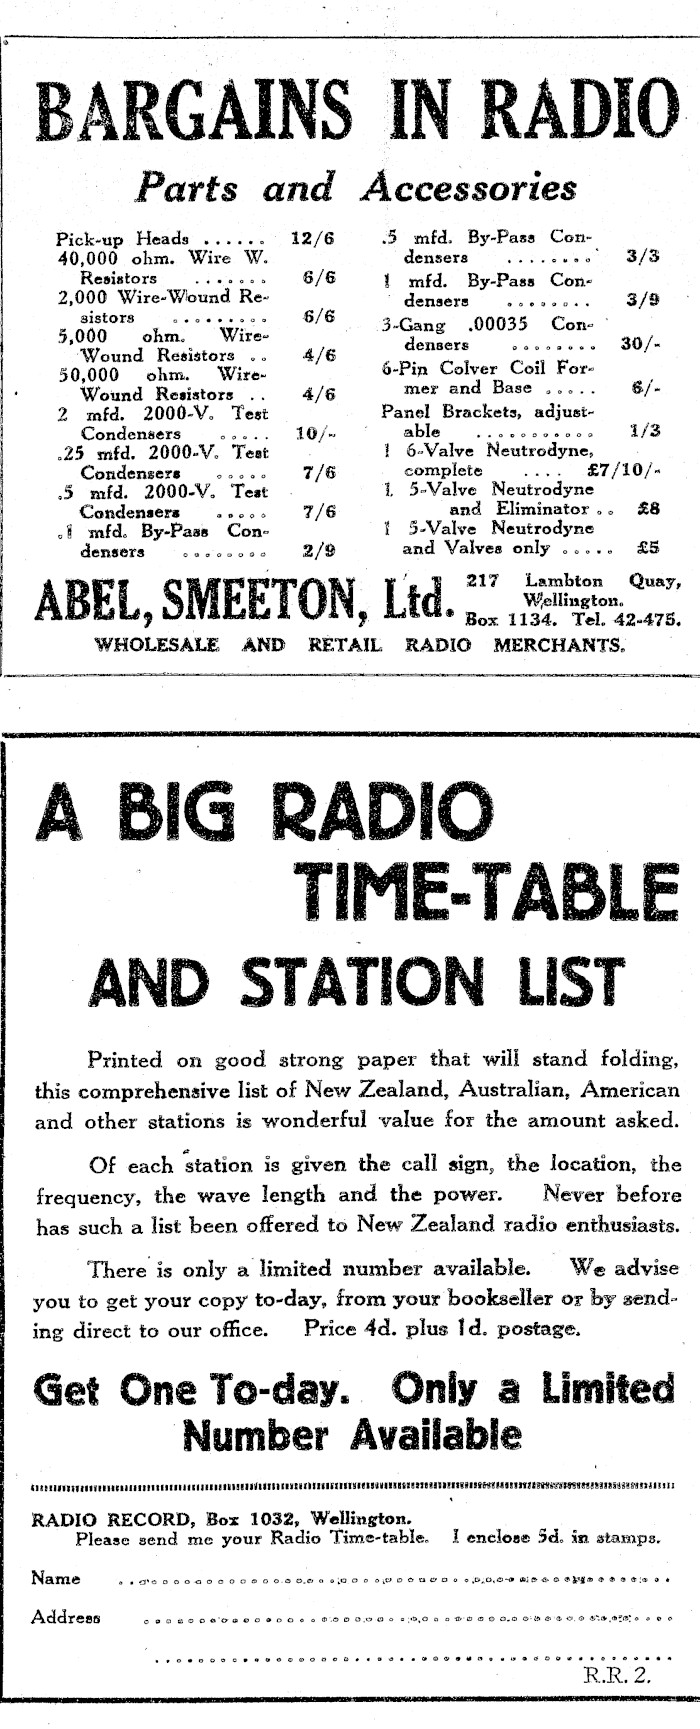 BARGAINS IN RADIO
Parts and Accessories
Pick-up Heads ...... 12/6
40,000 ohm. Wire W.
Resistors ....... 6/6
2,000 Wire-Wound Re-
sistors ......... 6/6
5,000 ohm. Wire-
Wound Resistors .. 4/6
50,000 ohm. Wire-
Wound Resistors .. 4/6
2 mfd. 2000-V. Test
Condensers ..... 10/-
.25 mfd. 2000-V. Test
Condensers ..... 7/6
.5 mfd. 2000-V. Test
Condensers ..... 7/6
.1 mfd. By-Pass Con-
densers ........ 2/9
.5 mfd. By-Pass Con-
densers ........ 3/3
1 mfd. By-Pass Con-
densers ........ 3/9
3-Gang .00035 Con-
densers ........ 30/-
6-Pin Colver Coil For-
mer and Base ..... 6/-
Panel Brackets, adjust-
able ........... 1/3
1 6-Valve Neutrodyne,
complete .... £7/10/-
1 5-Valve Neutrodyne
and Eliminator .. £8
1 5-Valve Neutrodyne
and Valves only ..... £5
ABEL, SMEETON, Ltd.
217 Lambton Quay,
Wellington.
Box 1134. Tel. 42-475.
WHOLESALE AND RETAIL RADIO MERCHANTS.
A BIG RADIO
TIME-TABLE
AND STATION LIST
Printed on good strong paper that will stand folding,
this comprehensive list of New Zealand, Australian, American
and other stations is wonderful value for the amount asked.
Of each station is given the call sign, the location, the
frequency, the wave length and the power. Never before
has such a list been offered to New Zealand radio enthusiasts.
There is only a limited number available. We advise
you to get your copy to-day, from your bookseller or by send-
ing direct to our office. Price 4d. plus 1d. postage.
Get One To-day. Only a Limited
Number Available
RADIO RECORD, Box 1032, Wellington.
Please send me your Radio Time-table. I enclose 5d. in stamps.
Name
Address
R.R. 2.